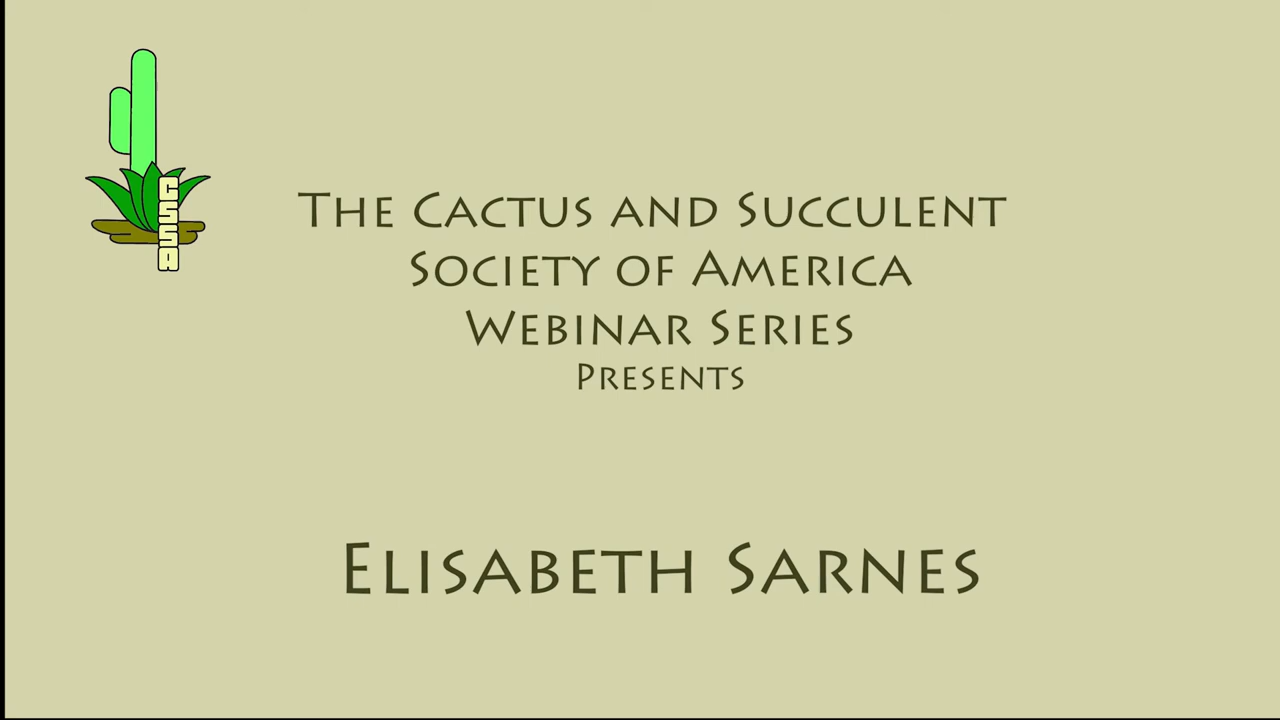 CSSA
The Cactus and Succulent
Society of America
Webinar Series
Presents
Elisabeth Sarnes